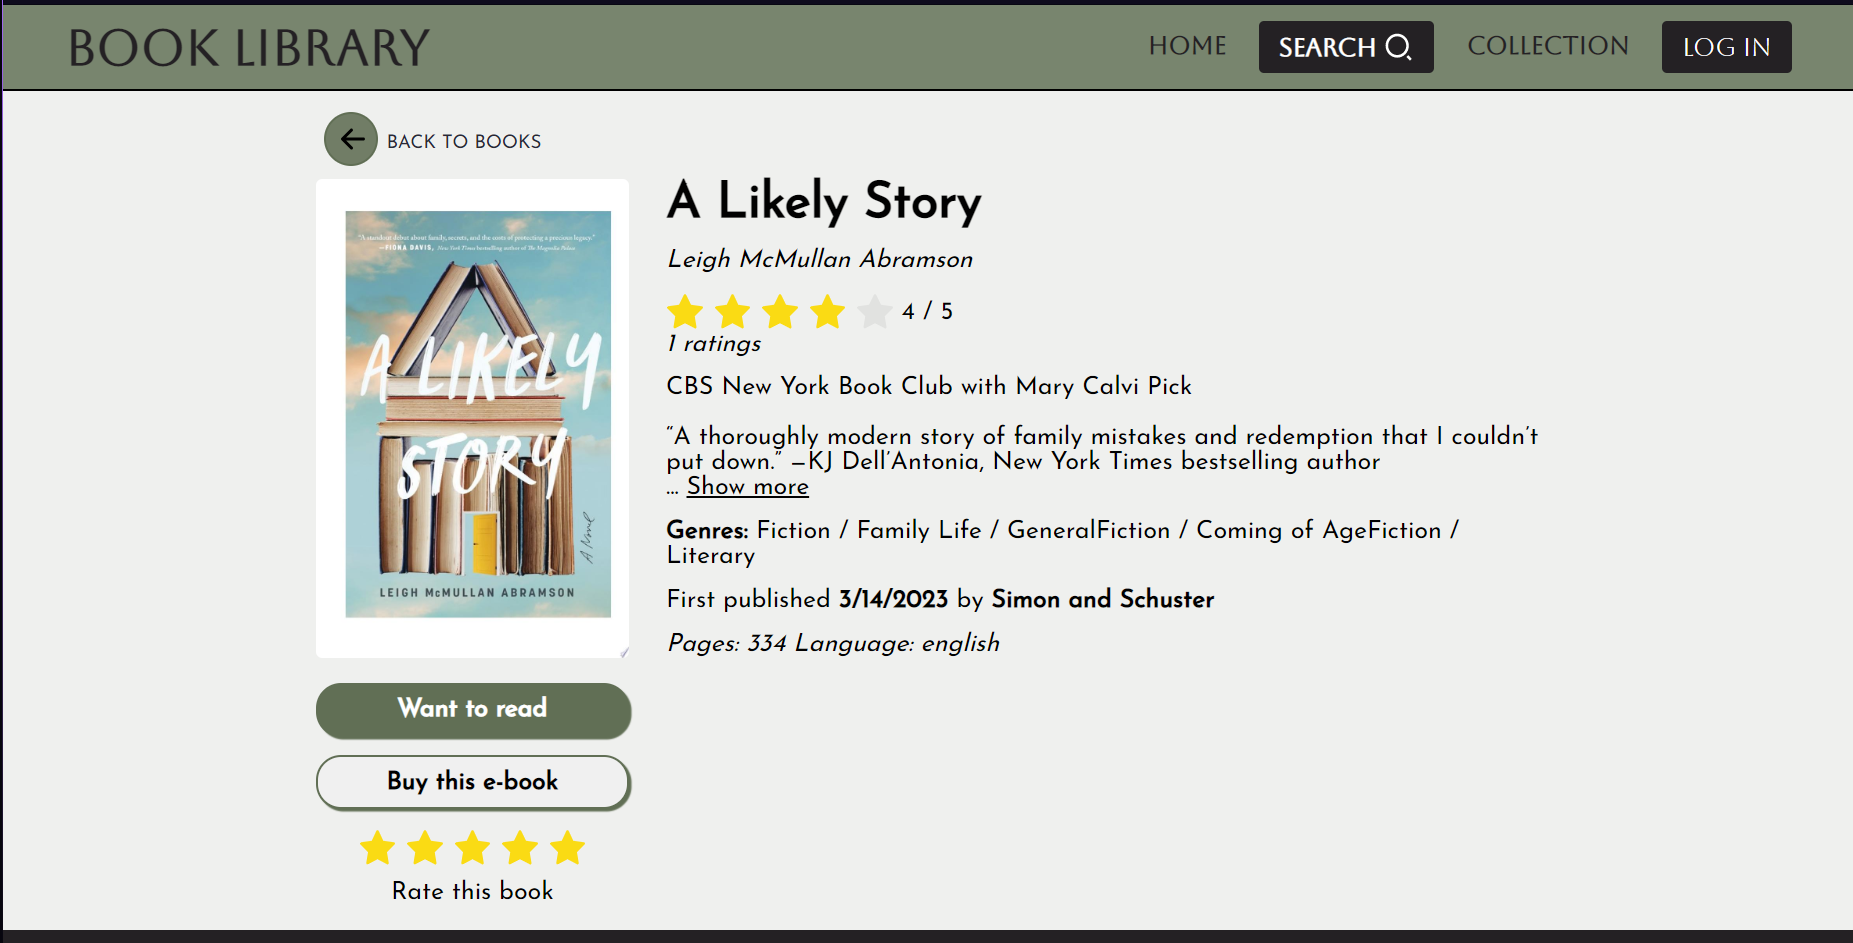 BOOK LIBRARY
HOME
SEARCH
COLLECTION
LOG IN
BACK TO BOOKS
"A standout debut about family, secrets, and the costs of protecting a precious legacy."
—FIONA DAVIS, New York Times bestselling author of The Magnolia Palace
A LIKELY
STORY
A Novel
LEIGH McMULLAN ABRAMSON
Want to read
Buy this e-book
Rate this book
A Likely Story
Leigh McMullan Abramson
4 / 5
1 ratings
CBS New York Book Club with Mary Calvi Pick
“A thoroughly modern story of family mistakes and redemption that I couldn’t
put down.” —KJ Dell’Antonia, New York Times bestselling author
... Show more
Genres: Fiction / Family Life / GeneralFiction / Coming of AgeFiction /
Literary
First published 3/14/2023 by Simon and Schuster
Pages: 334 Language: english